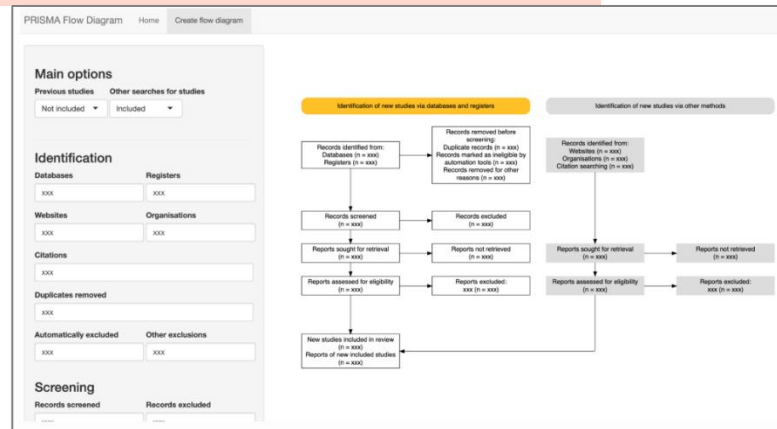 PRISMA Flow Diagram Home Create flow diagram
Main options
Previous studies Other searches for studies
Not included Included
Identification
Databases Registers
xxx xxx
Websites Organisations
xxx xxx
Citations
xxx
Duplicates removed
xxx
Automatically excluded Other exclusions
xxx xxx
Screening
Records screened Records excluded
Identification of new studies via databases and registers
Identification of new studies via other methods
Records identified from:
Databases (n = xxx)
Registers (n = xxx)
Records removed before
screening:
Duplicate records (n = xxx)
Records marked as ineligible by
automation tools (n = xxx)
Records removed for other
reasons (n = xxx)
Records identified from:
Websites (n = xxx)
Organisations (n = xxx)
Citation searching (n = xxx)
Records screened
(n = xxx)
Records excluded
(n = xxx)
Reports sought for retrieval
(n = xxx)
Reports not retrieved
(n = xxx)
Reports sought for retrieval
(n = xxx)
Reports not retrieved
(n = xxx)
Reports assessed for eligibility
(n = xxx)
Reports excluded:
xxx (n = xxx)
Reports assessed for eligibility
(n = xxx)
Reports excluded:
xxx (n = xxx)
New studies included in review
(n = xxx)
Reports of new included studies
(n = xxx)